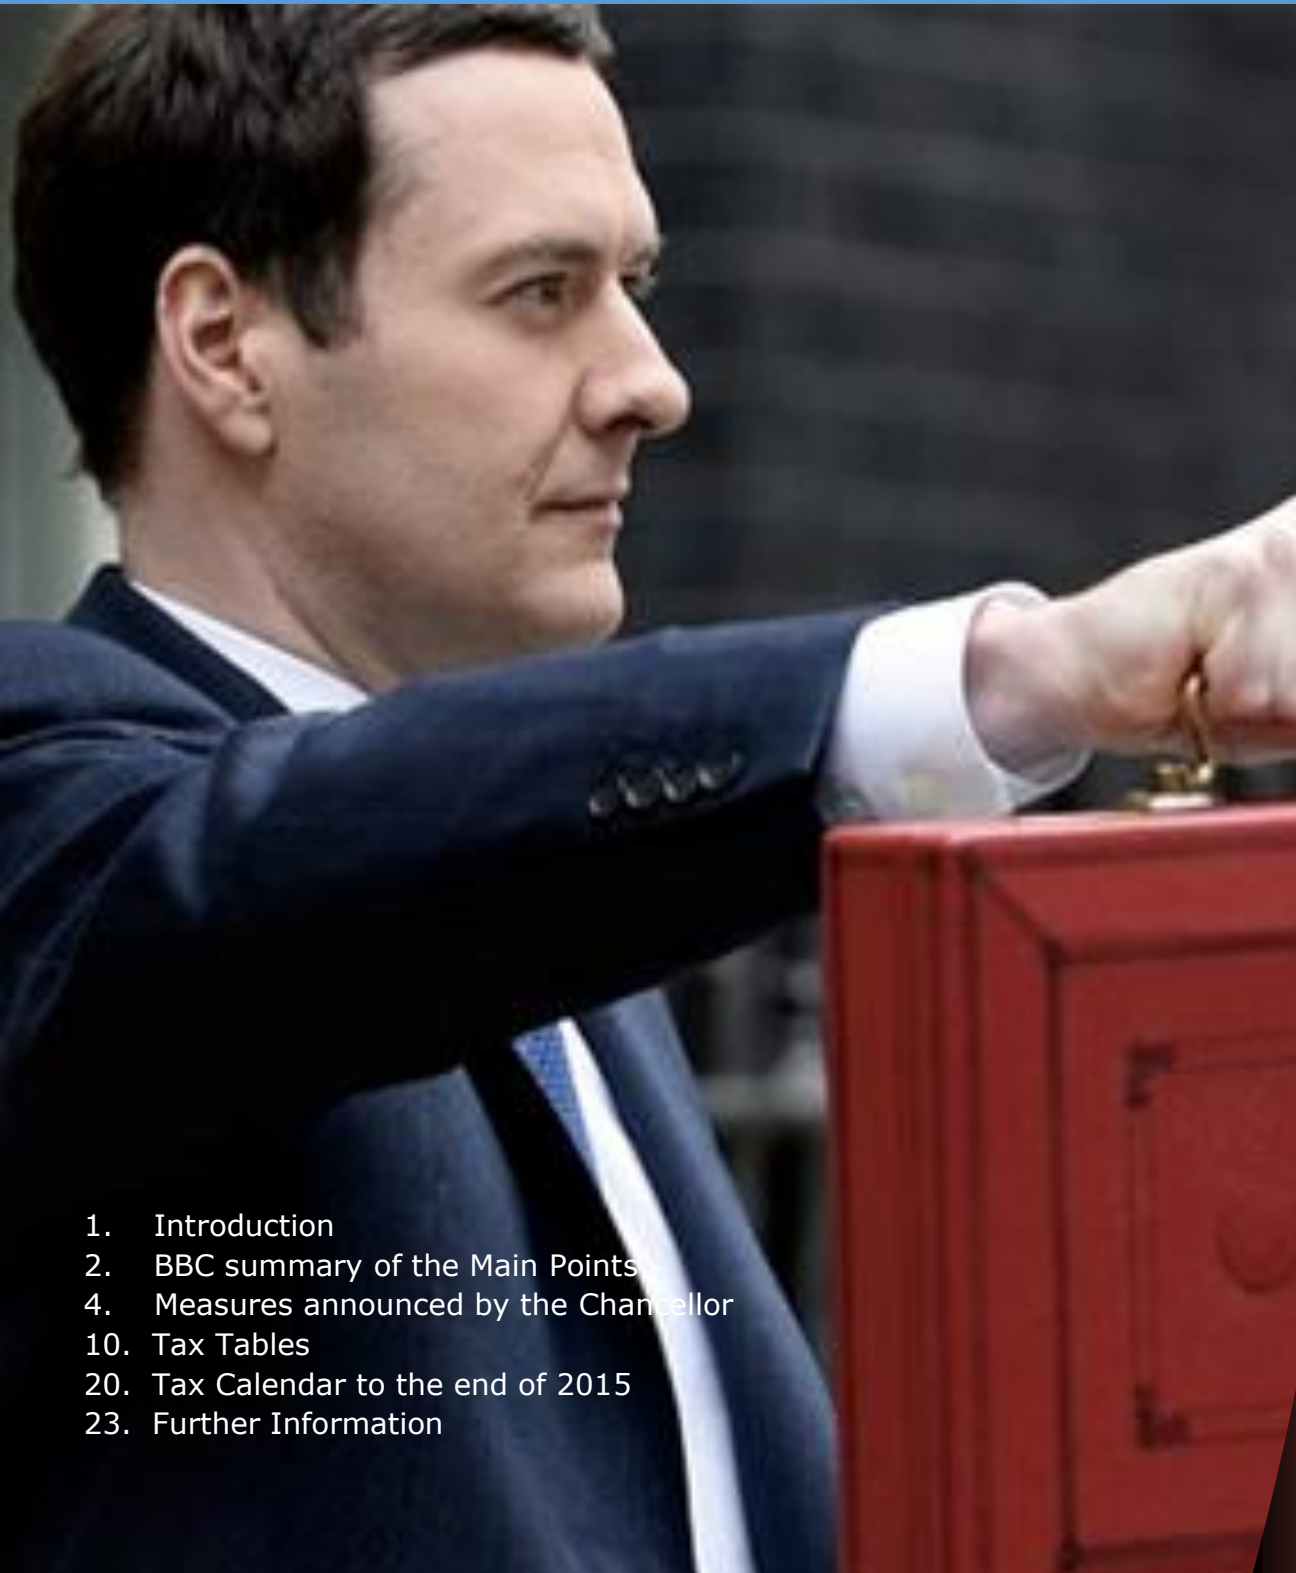 1. Introduction
2. BBC summary of the Main Points
4. Measures announced by the Chancellor
10. Tax Tables
20. Tax Calendar to the end of 2015
23. Further Information